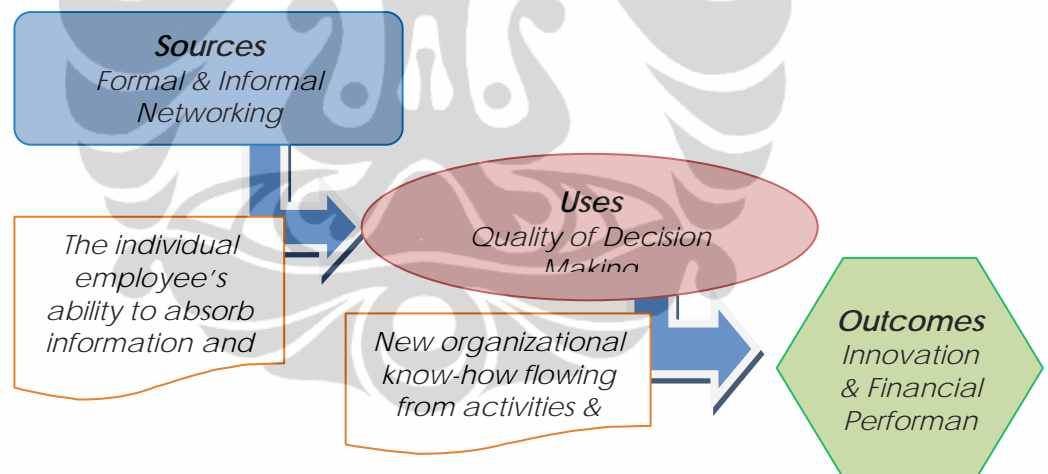 Sources
Formal & Informal
Networking
The individual
employee’s
ability to absorb
information and
Uses
Quality of Decision
Making
New organizational
know-how flowing
from activities &
Outcomes
Innovation
& Financial
Performan